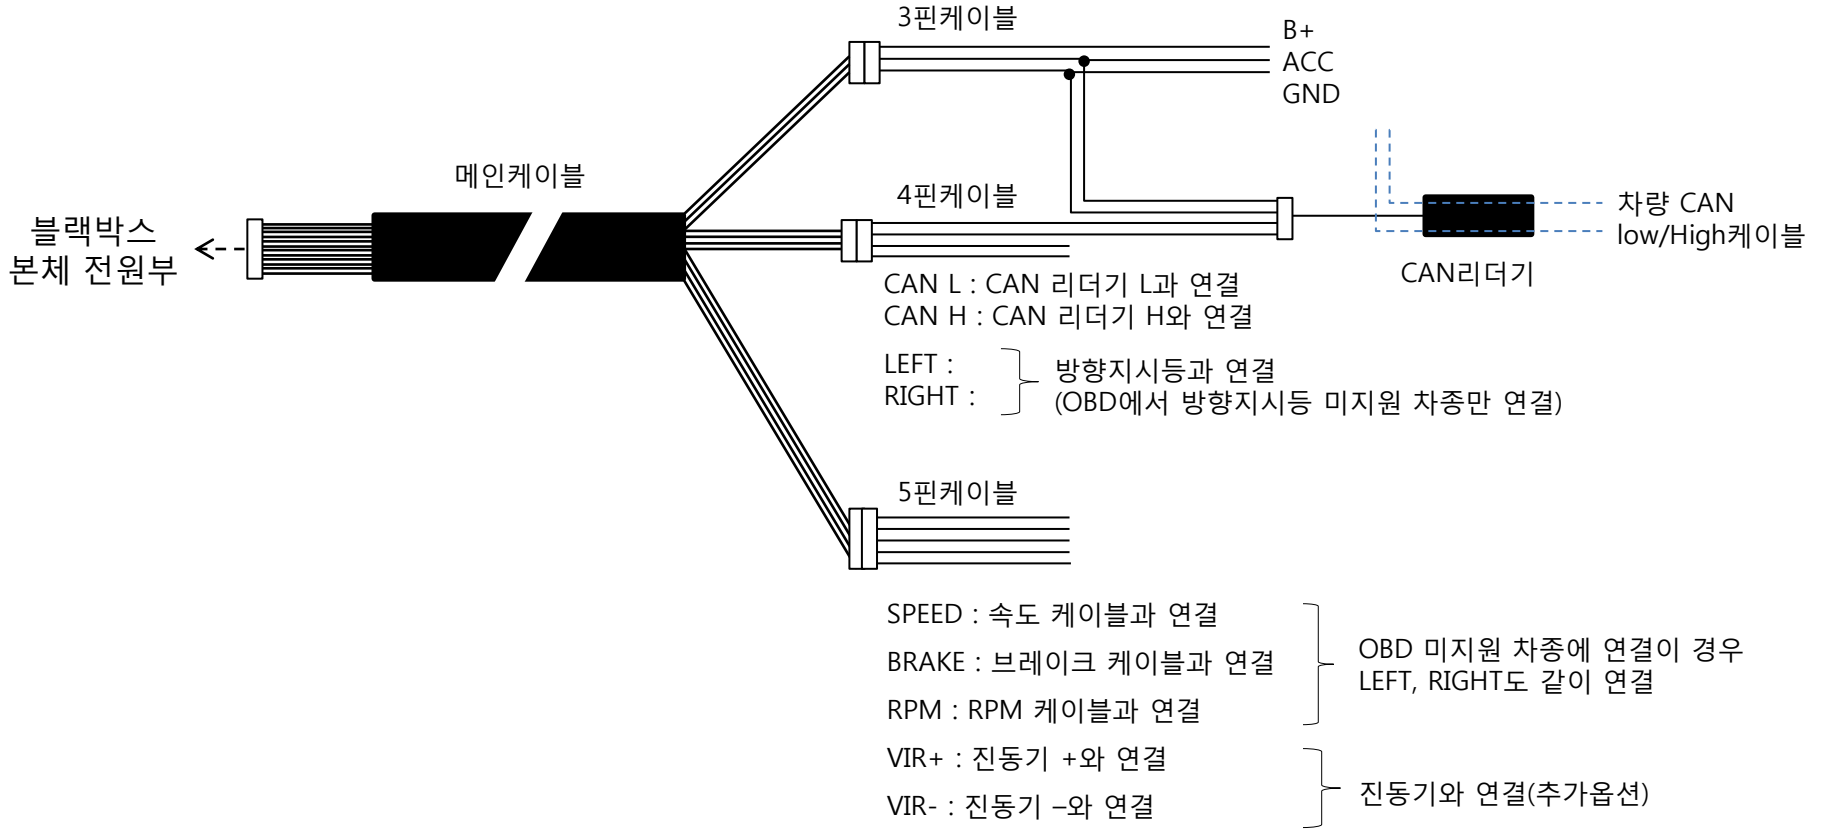 3핀케이블
B+
ACC
GND
메인케이블
4핀케이블
블랙박스
본체 전원부
차량 CAN
low/High케이블
CAN리더기
CAN L : CAN 리더기 L과 연결
CAN H : CAN 리더기 H와 연결
LEFT :
RIGHT :
방향지시등과 연결
(OBD에서 방향지시등 미지원 차종만 연결)
5핀케이블
SPEED : 속도 케이블과 연결
BRAKE : 브레이크 케이블과 연결
RPM : RPM 케이블과 연결
OBD 미지원 차종에 연결이 경우
LEFT, RIGHT도 같이 연결
VIR+ : 진동기 +와 연결
VIR- : 진동기 –와 연결
진동기와 연결(추가옵션)